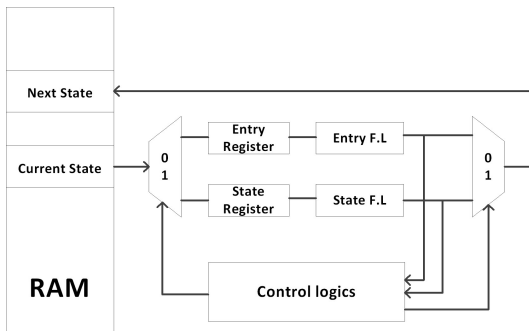 Next State
Current State
RAM
0
1
Entry
Register
Entry F.L
State
Register
State F.L
Control logics
0
1